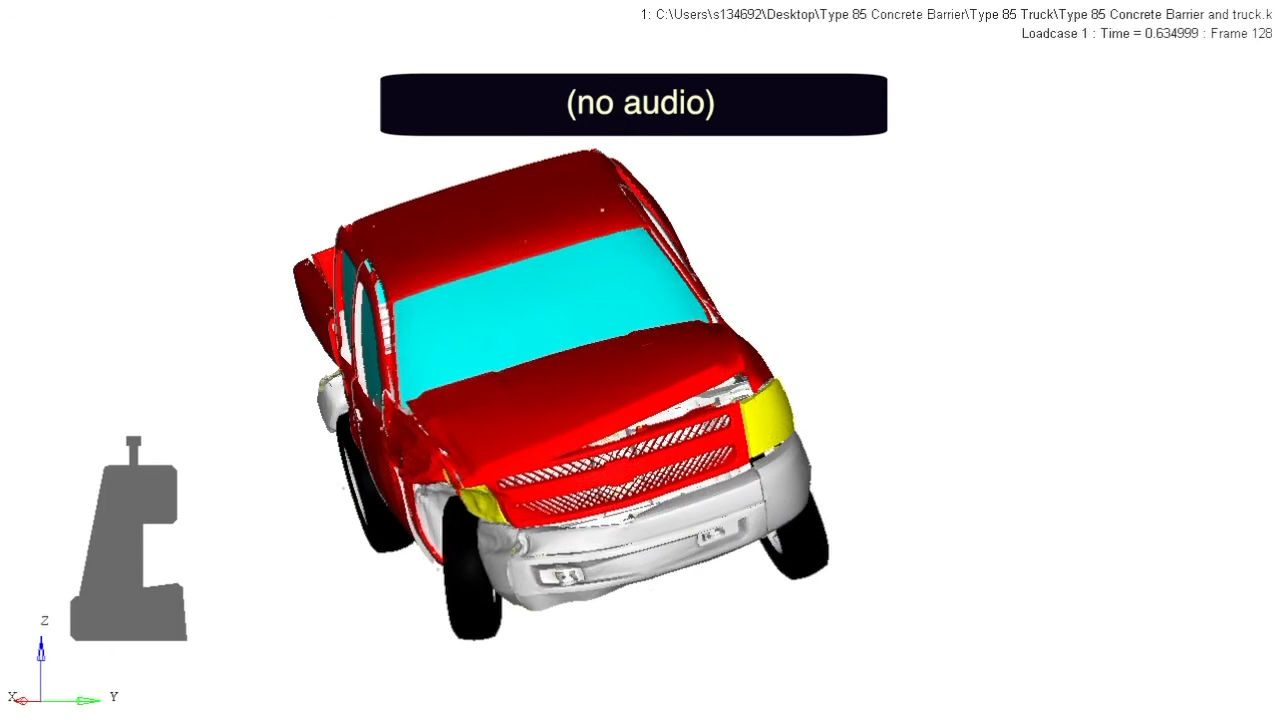 1: C:\Users\s134692\Desktop\Type 85 Concrete Barrier\Type 85 Truck\Type 85 Concrete Barrier and truck.k
Loadcase 1 : Time = 0.634999 : Frame 128
(no audio)
Z
X Y